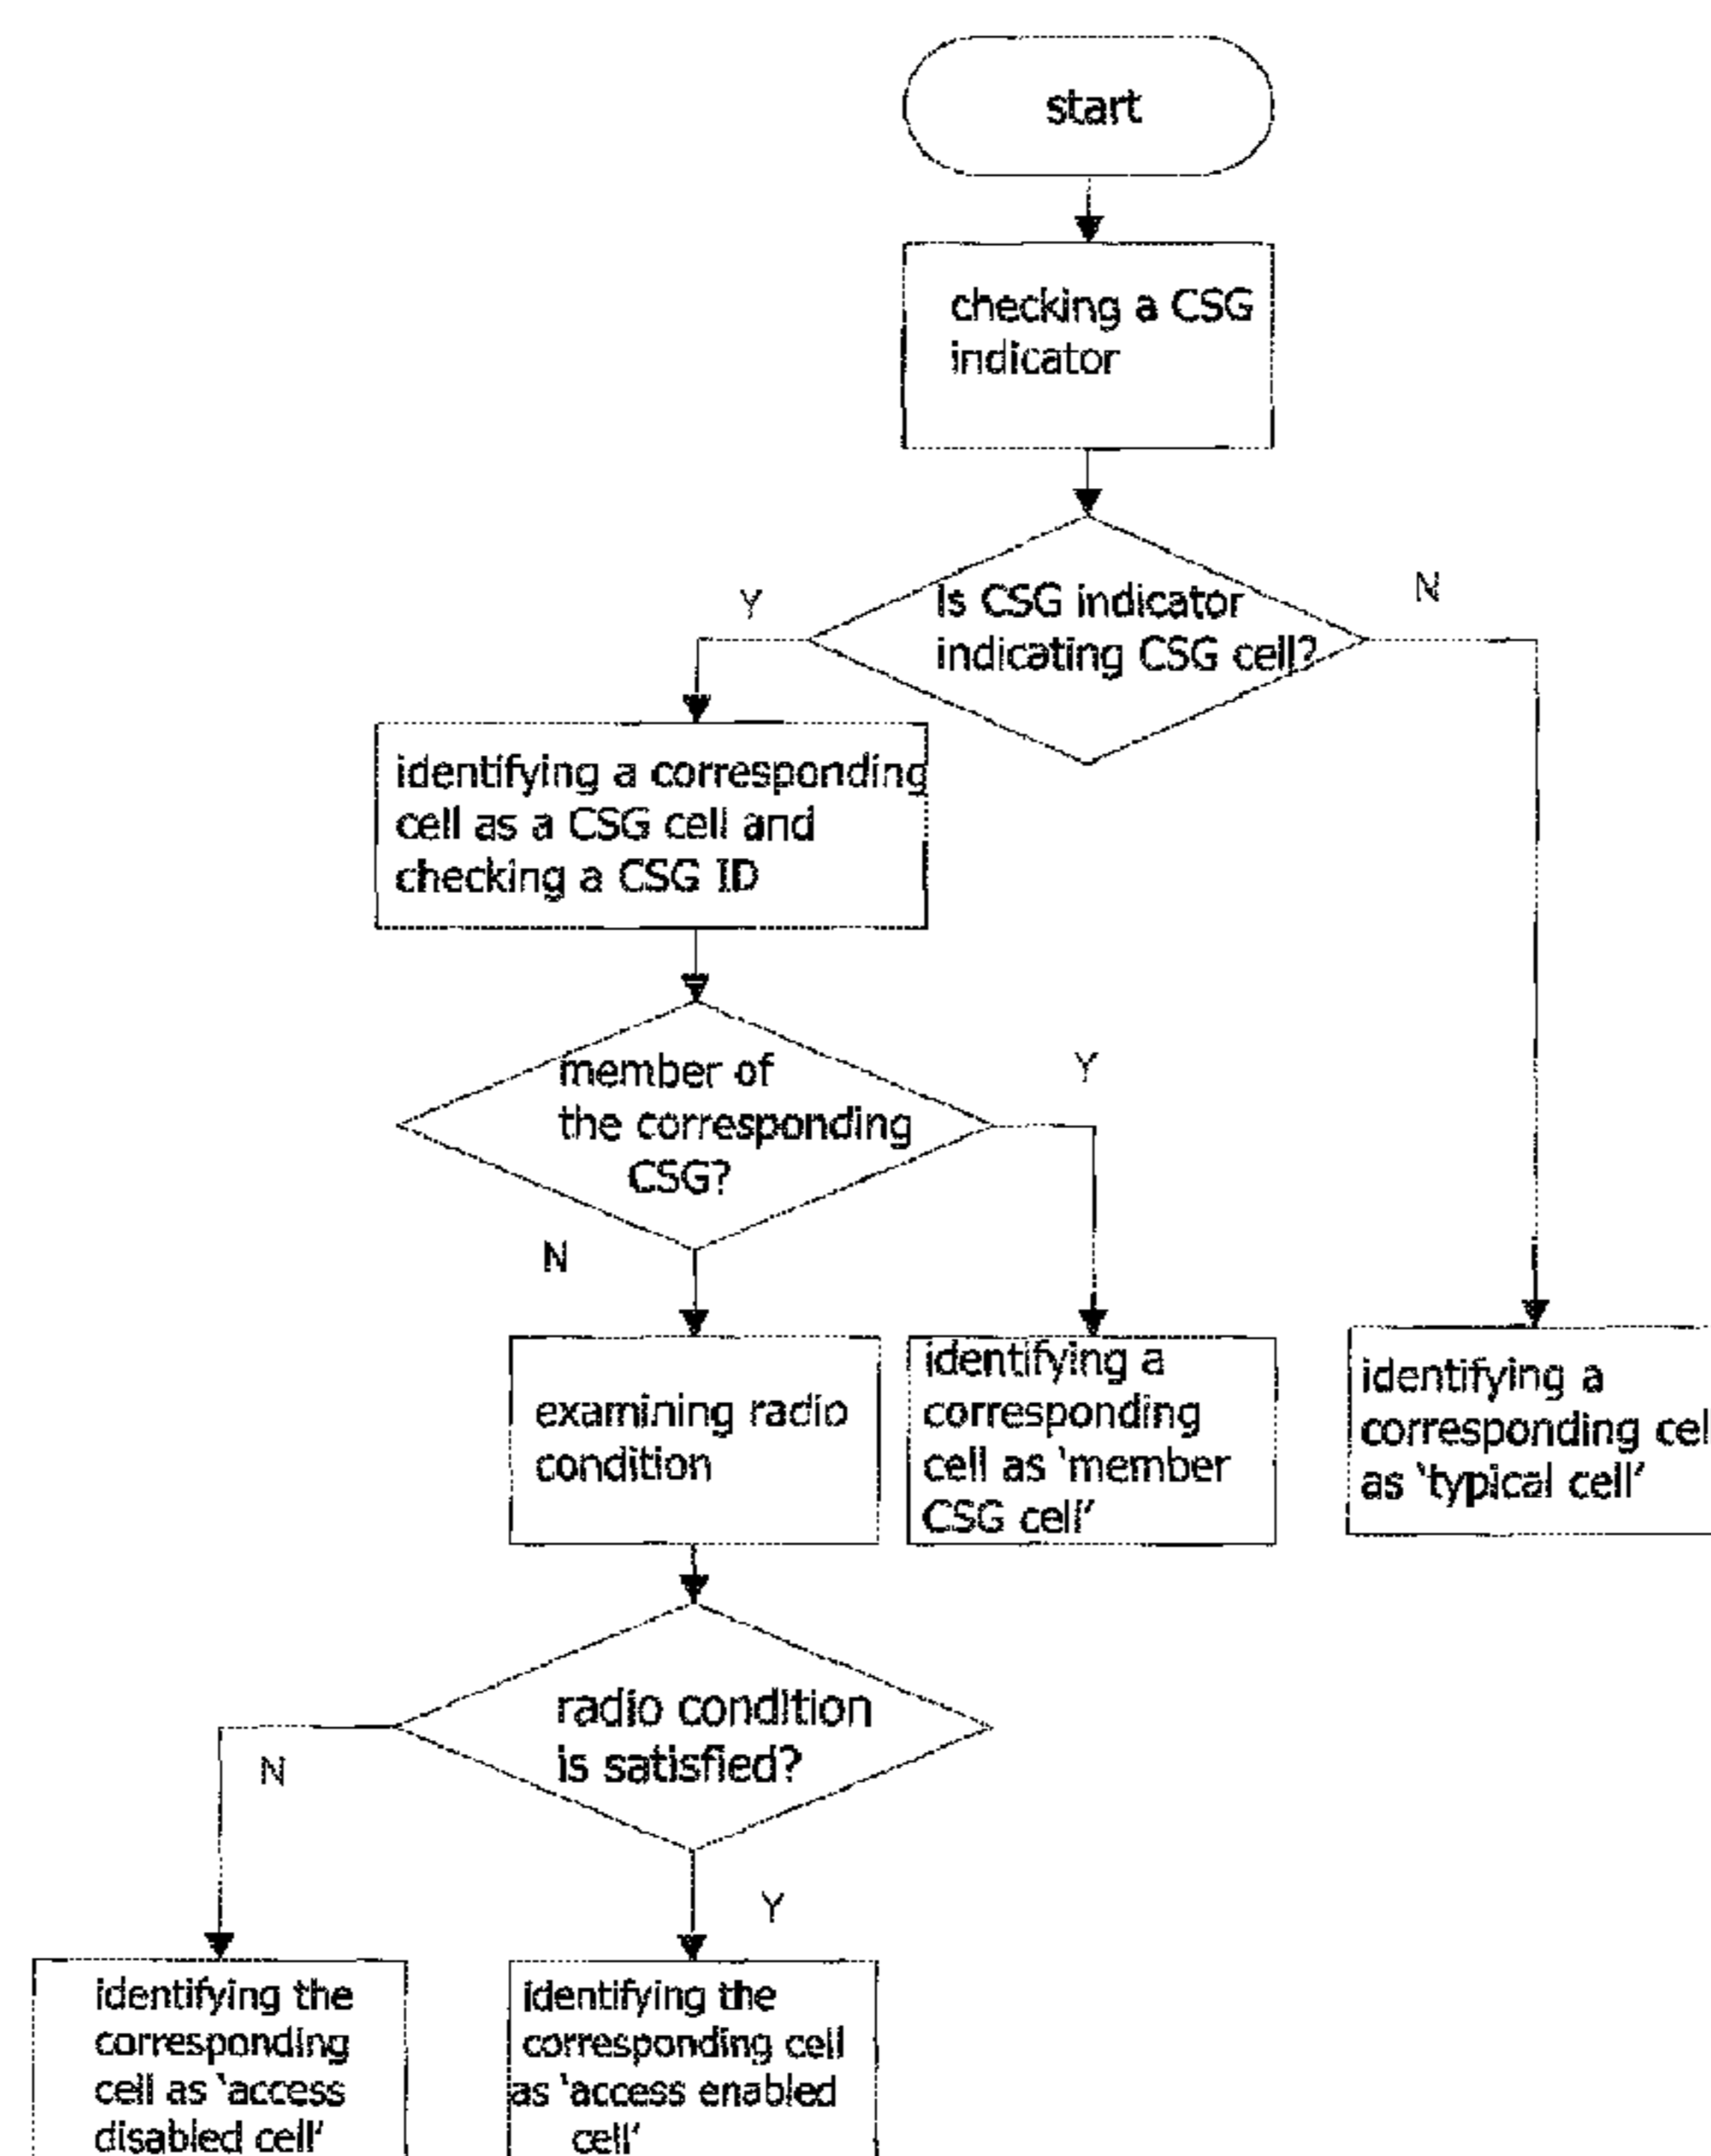 start
checking a CSG
indicator
Is CSG indicator
indicating CSG cell?
Y
N
identifying a corresponding
cell as a CSG cell and
checking a CSG ID
member of
the corresponding
CSG?
Y
N
examining radio
condition
identifying a
corresponding
cell as 'member
CSG cell'
identifying a
corresponding cel
as 'typical cell'
radio condition
is satisfied?
N
Y
identifying the
corresponding
cell as 'access
disabled cell'
identifying the
corresponding cell
as 'access enabled
cell'